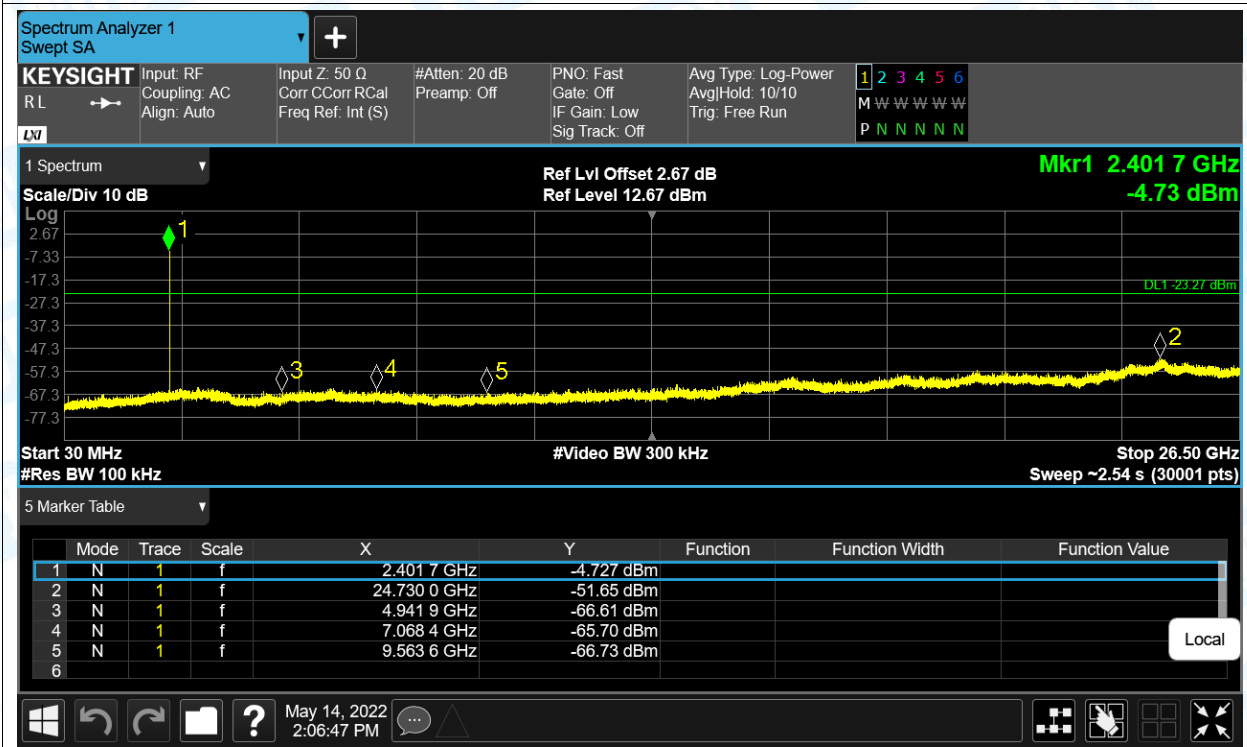 Spectrum Analyzer 1
Swept SA
+
KEYSIGHT
R L
LXI
Input: RF
Coupling: AC
Align: Auto
Input Z: 50 Ω
Corr CCorr RCal
Freq Ref: Int (S)
#Atten: 20 dB
Preamp: Off
PNO: Fast
Gate: Off
IF Gain: Low
Sig Track: Off
Avg Type: Log-Power
Avg|Hold: 10/10
Trig: Free Run
1 2 3 4 5 6
M W W W W W
P N N N N N
1 Spectrum
Scale/Div 10 dB
Ref Lvl Offset 2.67 dB
Ref Level 12.67 dBm
Mkr1 2.401 7 GHz
-4.73 dBm
Log
2.67
-7.33
-17.3
-27.3
-37.3
-47.3
-57.3
-67.3
-77.3
1
DL1 -23.27 dBm
2
3
4
5
Start 30 MHz
#Video BW 300 kHz
Stop 26.50 GHz
#Res BW 100 kHz
Sweep ~2.54 s (30001 pts)
5 Marker Table
Mode Trace Scale X Y Function Function Width Function Value
1 N 1 f 2.401 7 GHz -4.727 dBm
2 N 1 f 24.730 0 GHz -51.65 dBm
3 N 1 f 4.941 9 GHz -66.61 dBm
4 N 1 f 7.068 4 GHz -65.70 dBm
5 N 1 f 9.563 6 GHz -66.73 dBm
6
Local
?
May 14, 2022
2:06:47 PM